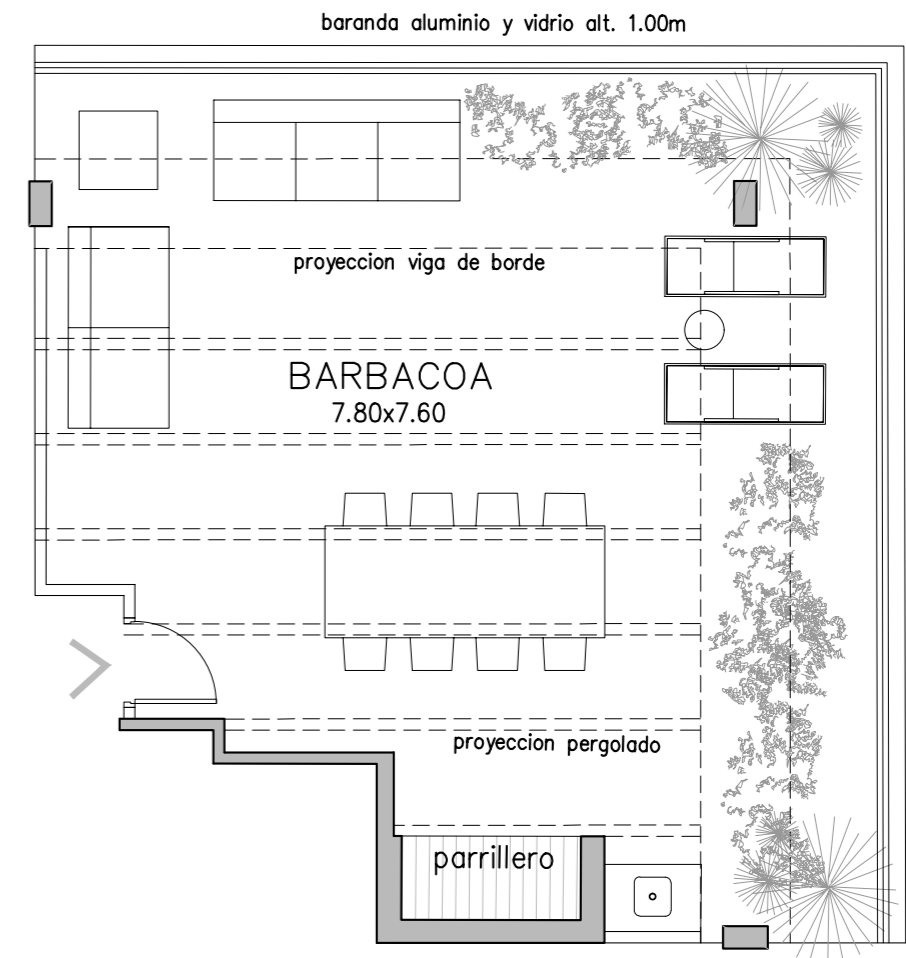 baranda aluminio y vidrio alt. 1.00m
proyeccion viga de borde
BARBACOA
7.80x7.60
proyeccion pergolado
parrillero